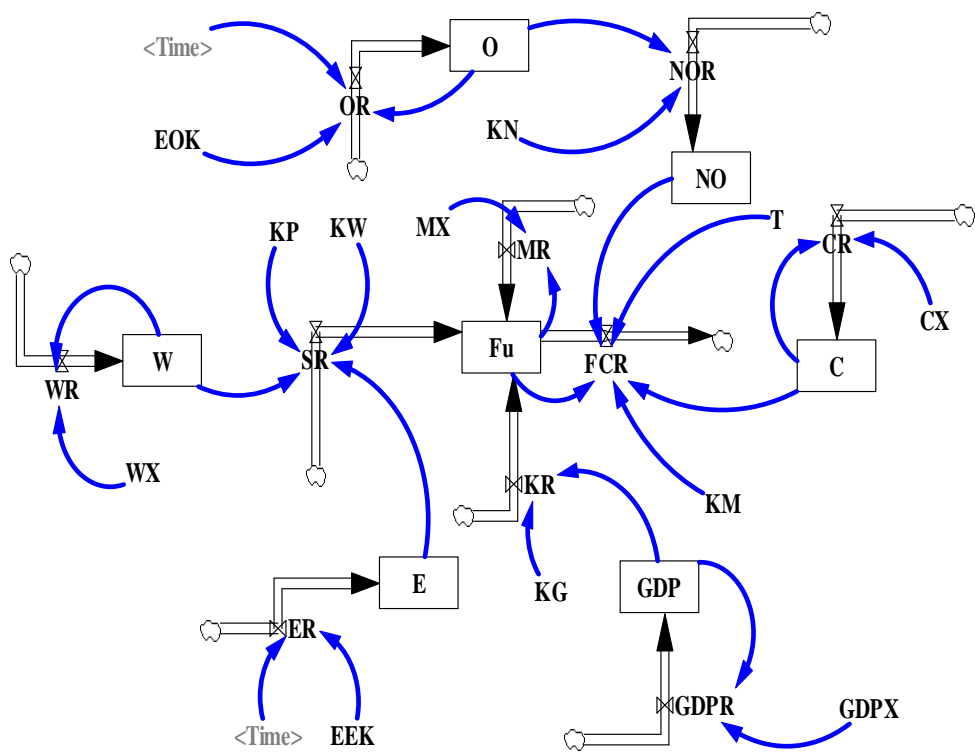 <Time>
O
NOR
OR
EOK
KN
NO
KP
KW
MX
MR
T
CR
CX
W
WR
SR
Fu
FCR
C
WX
KR
KM
E
KG
GDP
ER
<Time>
EEK
GDPR
GDPX